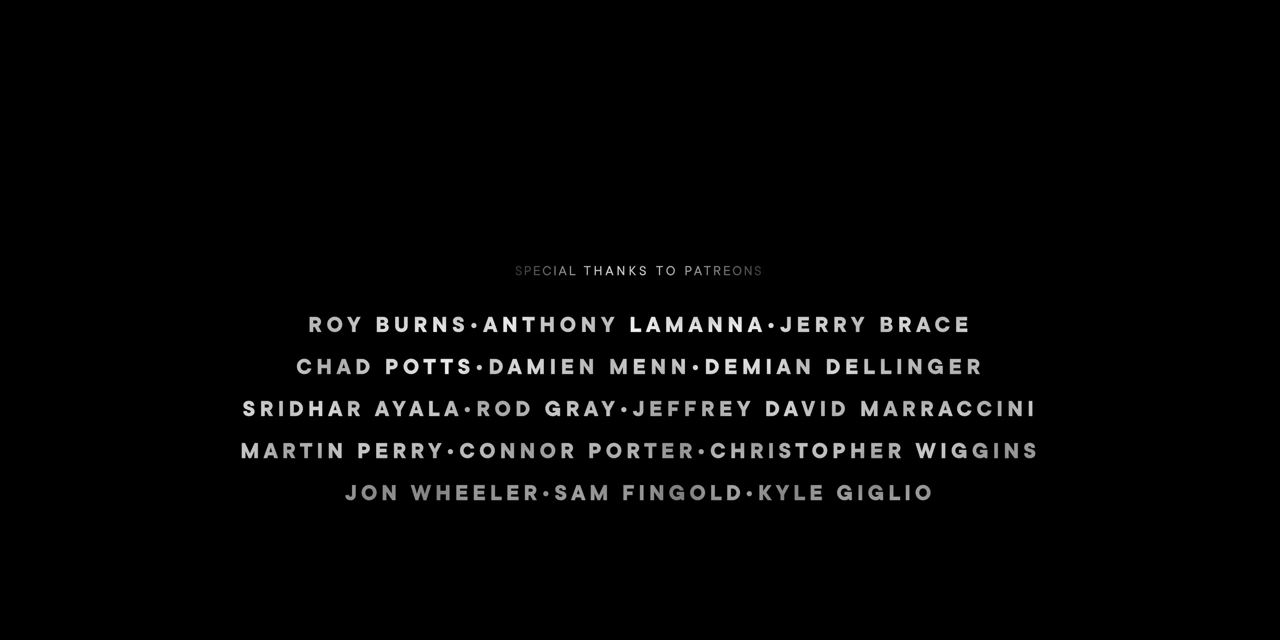 SPECIAL THANKS TO PATREONS
ROY BURNS•ANTHONY LAMANNA•JERRY BRACE
CHAD POTTS•DAMIEN MENN•DEMIAN DELLINGER
SRIDHAR AYALA•ROD GRAY•JEFFREY DAVID MARRACCINI
MARTIN PERRY•CONNOR PORTER•CHRISTOPHER WIGGINS
JON WHEELER•SAM FINGOLD•KYLE GIGLIO